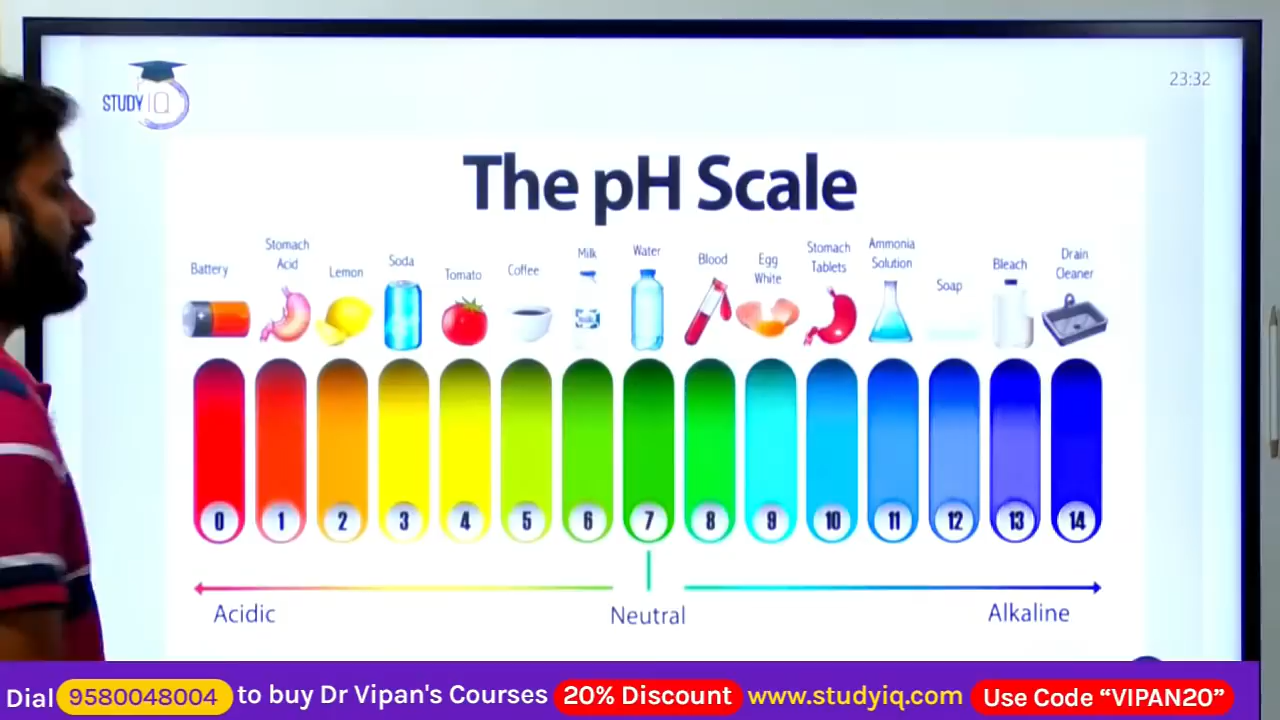 STUDY IQ
23:32
The pH Scale
Battery
Stomach
Acid
Lemon
Soda
Tomato
Coffee
Milk
Water
Blood
Egg
White
Stomach
Tablets
Ammonia
Solution
Soap
Bleach
Drain
Cleaner
0 1 2 3 4 5 6 7 8 9 10 11 12 13 14
Acidic
Neutral
Alkaline
Dial 9580048004 to buy Dr Vipan's Courses 20% Discount www.studyiq.com Use Code “VIPAN20”